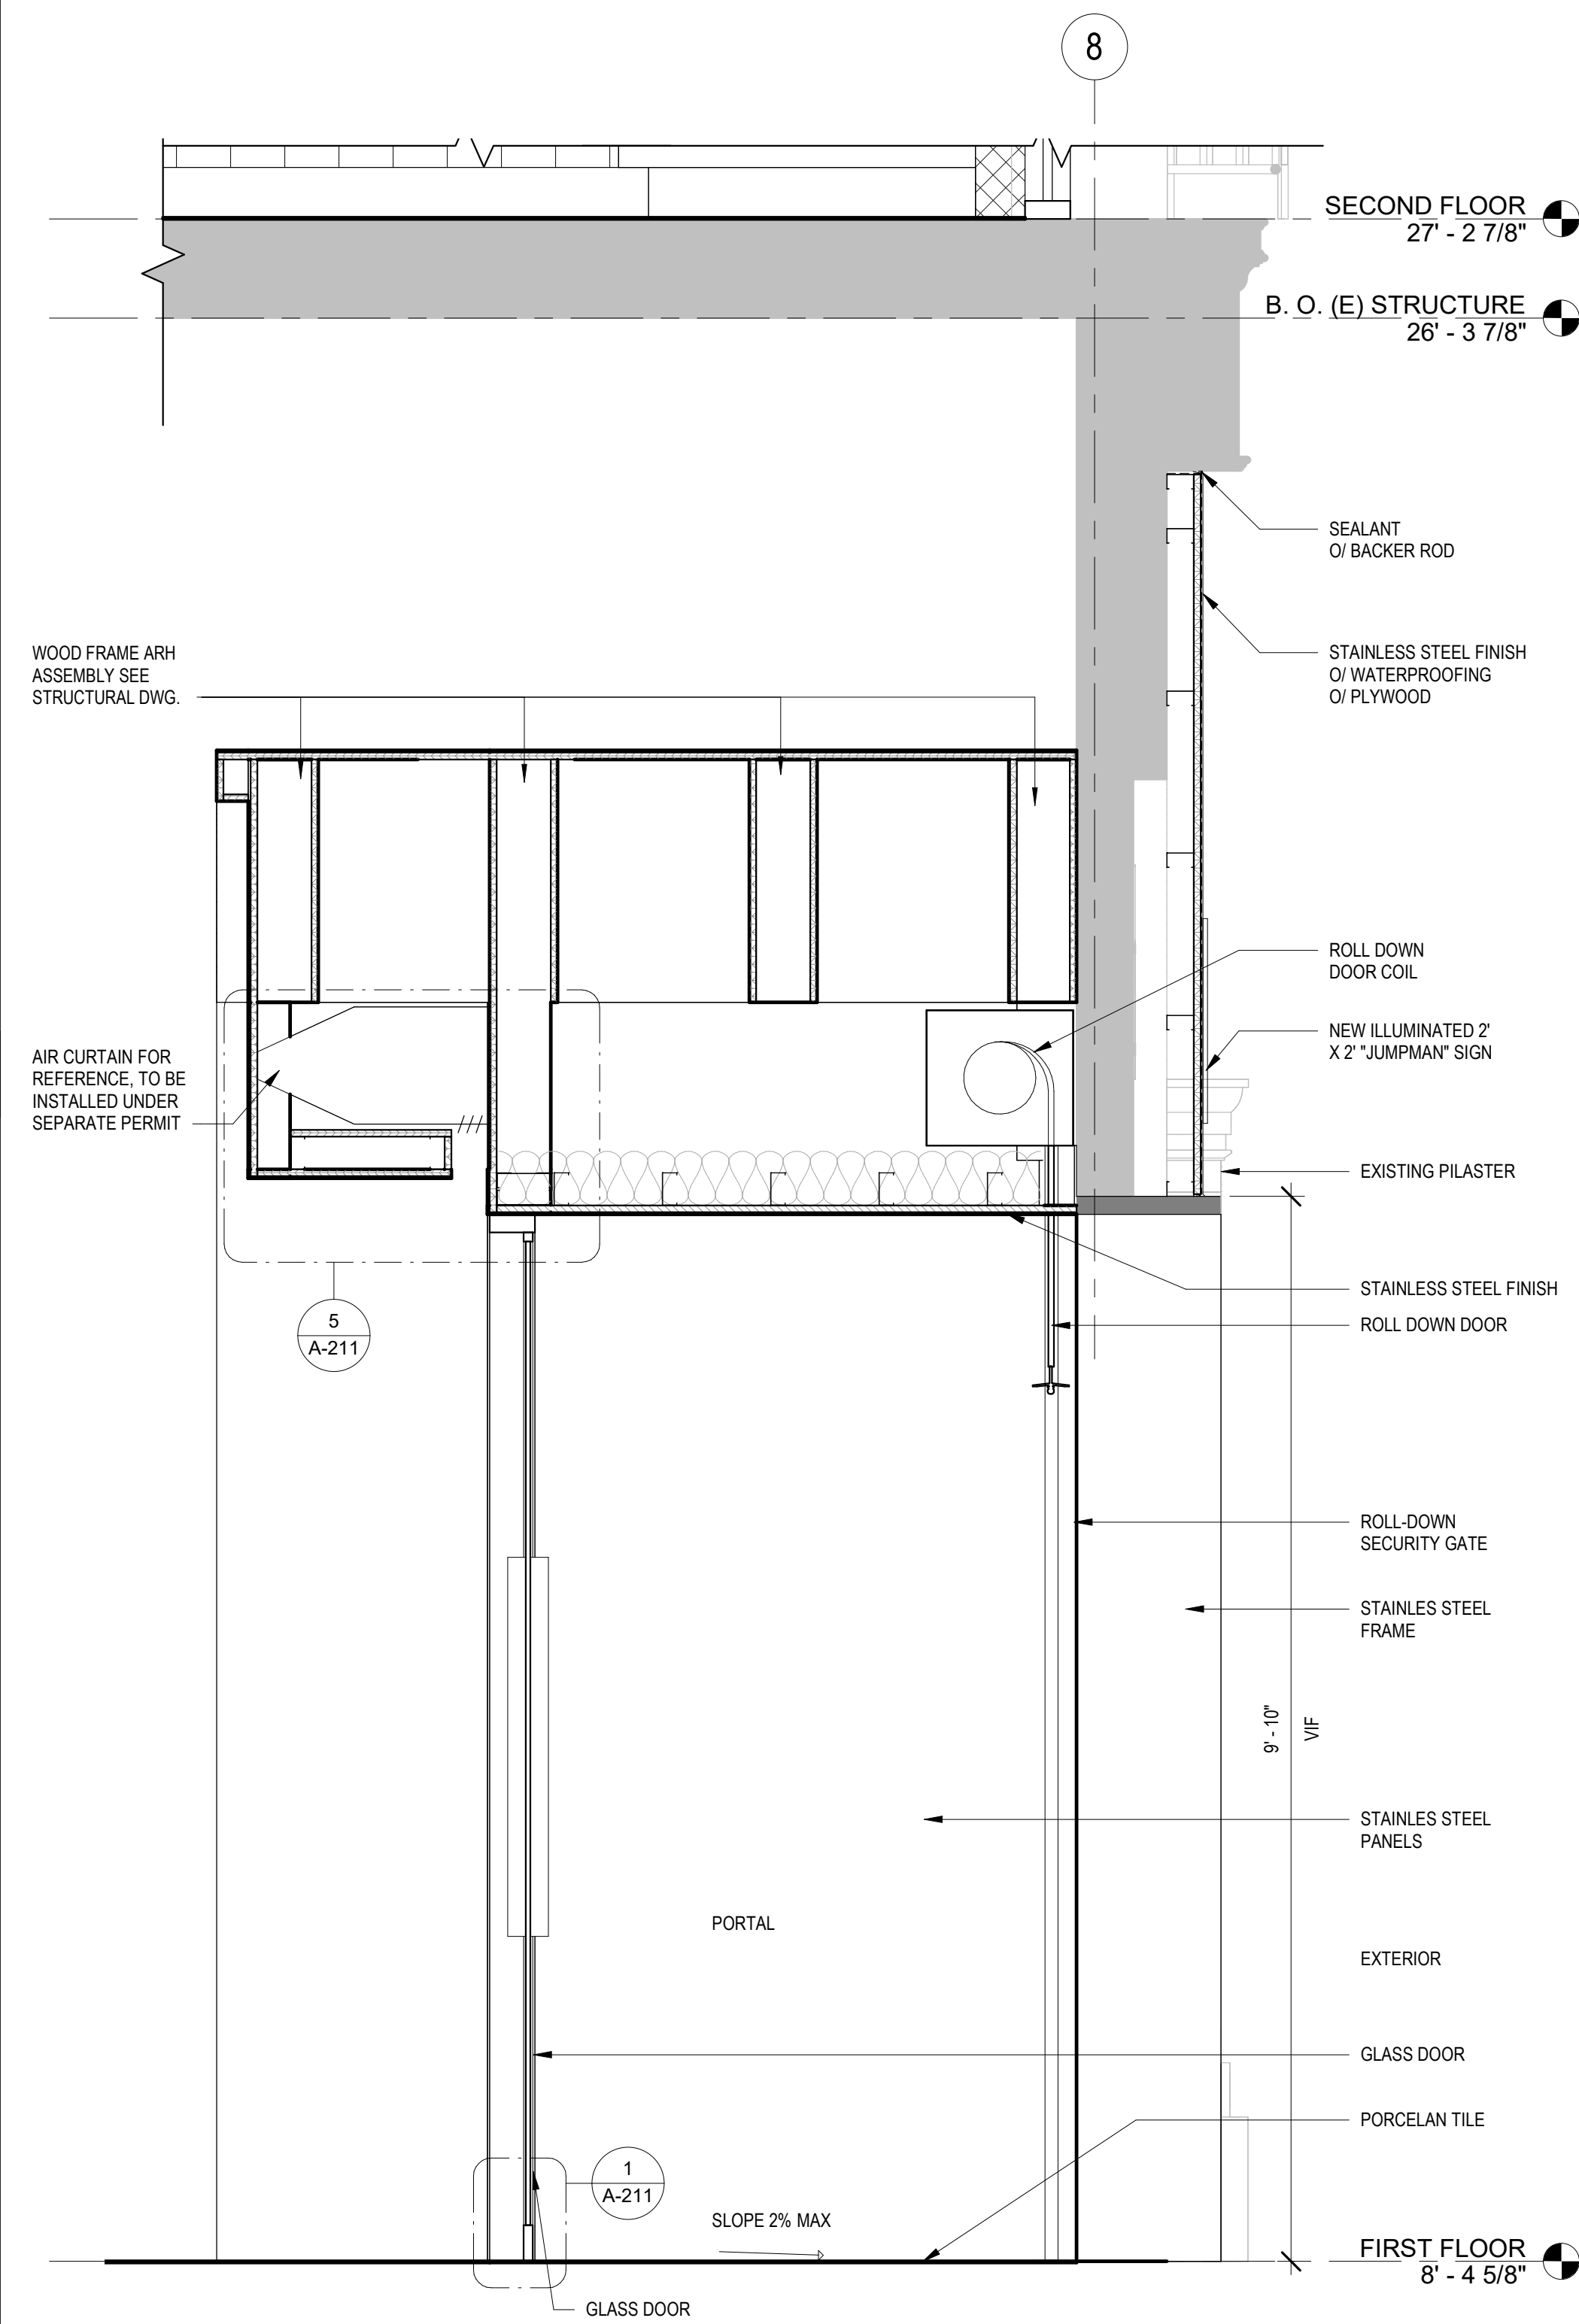 8
SECOND FLOOR
27' - 2 7/8"
B. O. (E) STRUCTURE
26' - 3 7/8"
SEALANT
O/ BACKER ROD
WOOD FRAME ARH
ASSEMBLY SEE
STRUCTURAL DWG.
STAINLESS STEEL FINISH
O/ WATERPROOFING
O/ PLYWOOD
ROLL DOWN
DOOR COIL
NEW ILLUMINATED 2'
X 2' "JUMPMAN" SIGN
AIR CURTAIN FOR
REFERENCE, TO BE
INSTALLED UNDER
SEPARATE PERMIT
EXISTING PILASTER
STAINLESS STEEL FINISH
ROLL DOWN DOOR
5
A-211
ROLL-DOWN
SECURITY GATE
STAINLES STEEL
FRAME
9' - 10"
VIF
STAINLES STEEL
PANELS
PORTAL
EXTERIOR
GLASS DOOR
PORCELAN TILE
1
A-211
SLOPE 2% MAX
FIRST FLOOR
8' - 4 5/8"
GLASS DOOR